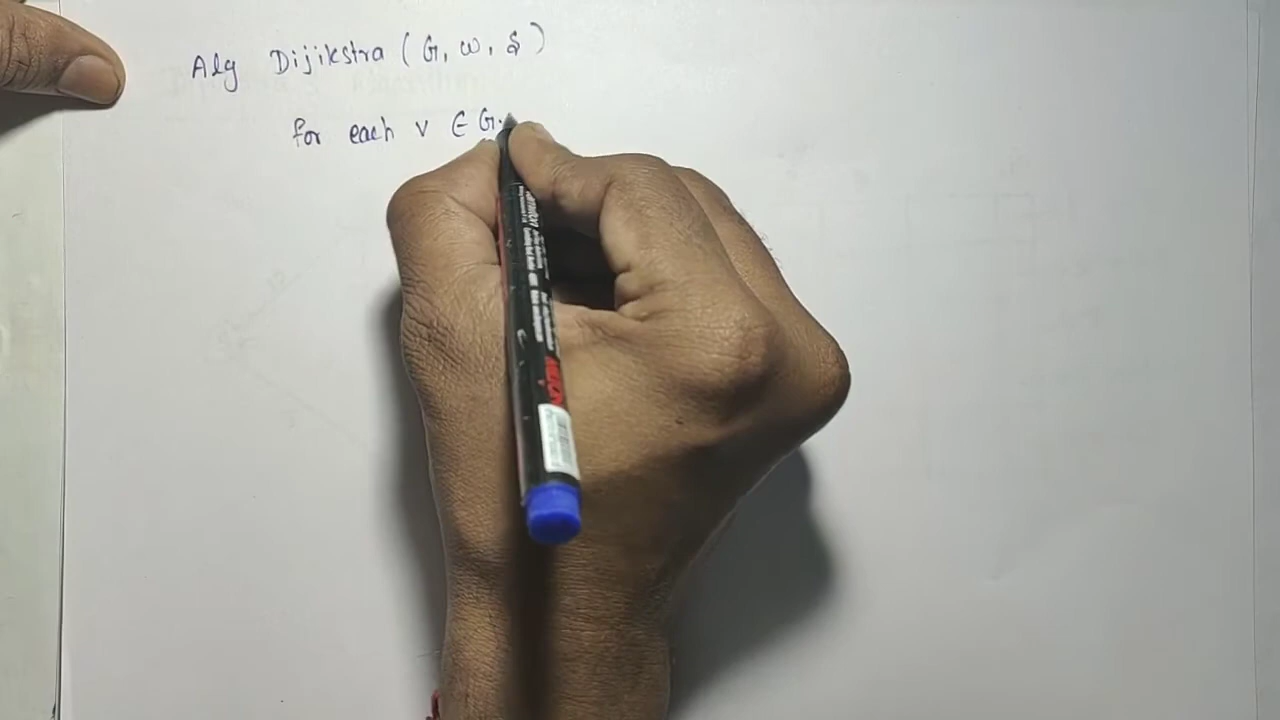 Alg Dijikstra (G, w, s)
for each v ∈ G.